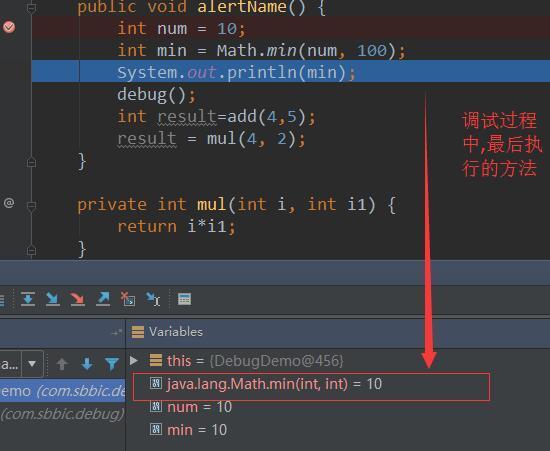 public void alertName() {
int num = 10;
int min = Math.min(num, 100);
System.out.println(min);
debug();
int result=add(4,5);
result = mul(4, 2);
}
调试过程
中,最后执
行的方法
@
private int mul(int i, int i1) {
return i*i1;
}
Variables
this = {DebugDemo@456}
java.lang.Math.min(int, int) = 10
num = 10
min = 10
a...
emo (com.sbbic.debug)
(com.sbbic.debug)